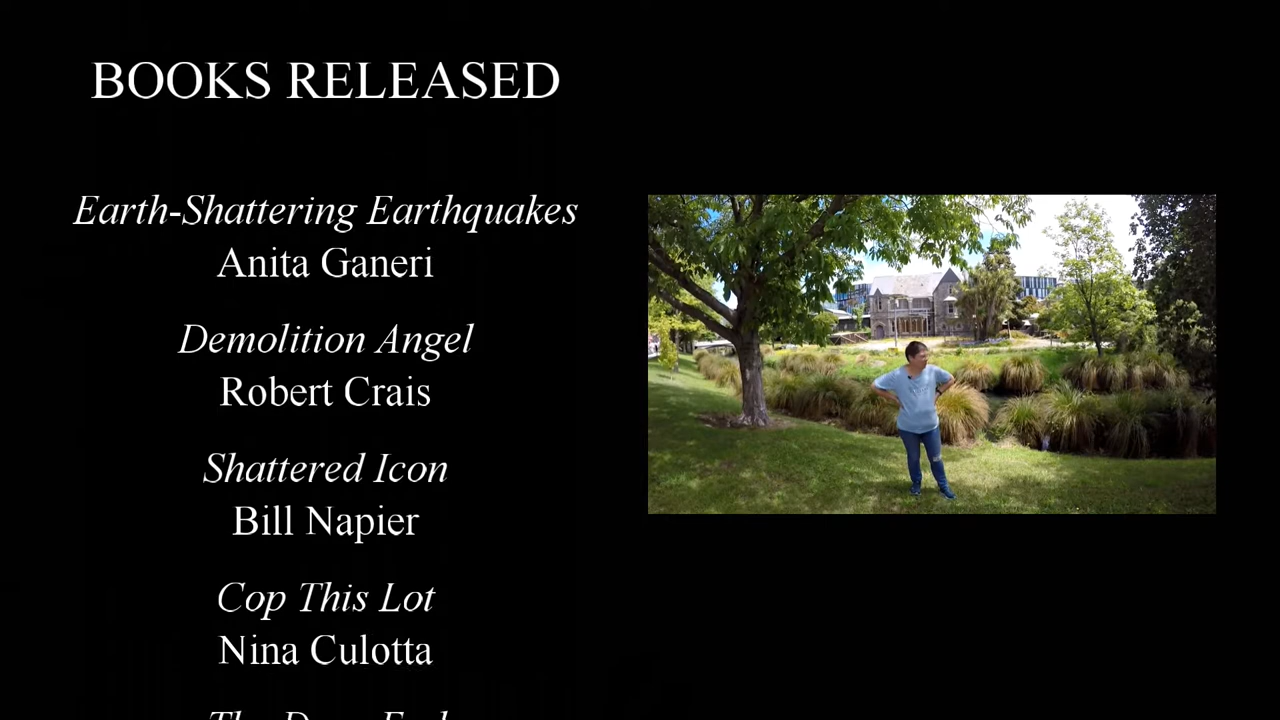 BOOKS RELEASED
Earth-Shattering Earthquakes
Anita Ganeri
Demolition Angel
Robert Crais
Shattered Icon
Bill Napier
Cop This Lot
Nina Culotta